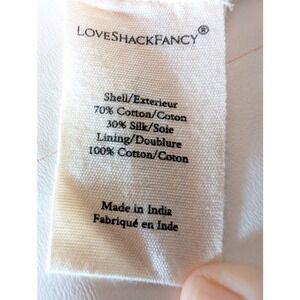 LOVESHACKFANCY®
Shell/Exterieur
70% Cotton/Coton
30% Silk/Soie
Lining/Doublure
100% Cotton/Coton
Made in India
Fabriqué en Inde